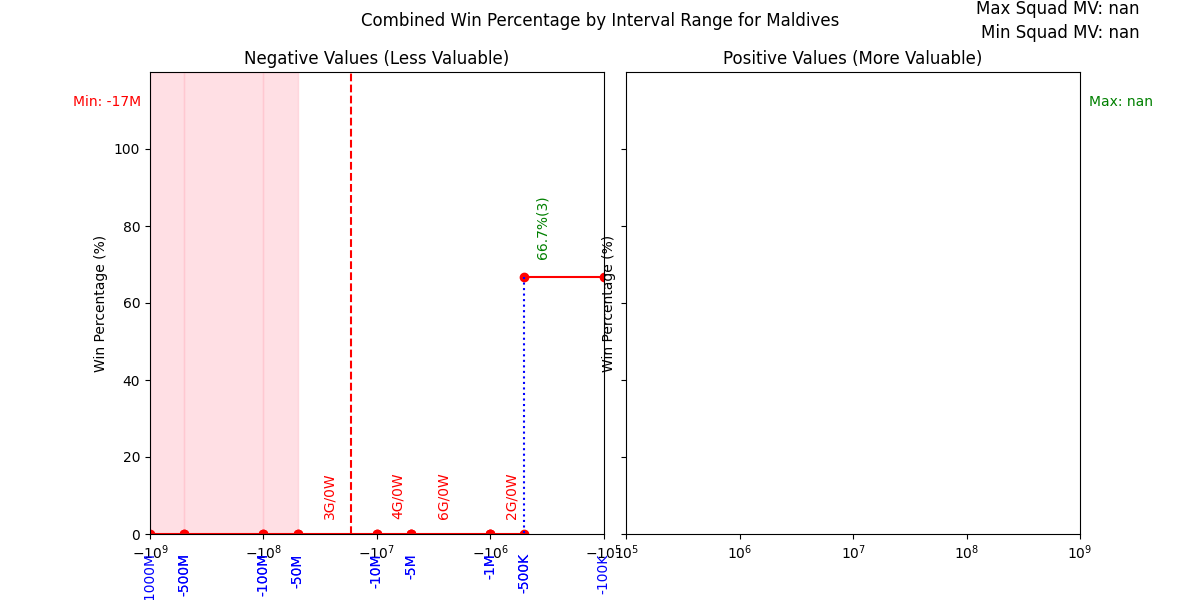 Max Squad MV: nan
Combined Win Percentage by Interval Range for Maldives
Min Squad MV: nan
Negative Values (Less Valuable)
Positive Values (More Valuable)
Min: -17M
Max: nan
Win Percentage (%)
100
80
60
40
20
0
66.7%(3)
3G/0W
4G/0W
6G/0W
2G/0W
−10⁹
−10⁸
−10⁷
−10⁶
−10⁵
1000M
-500M
-100M
-50M
-10M
-5M
-1M
-500K
-100K
Win Percentage (%)
10⁵
10⁶
10⁷
10⁸
10⁹